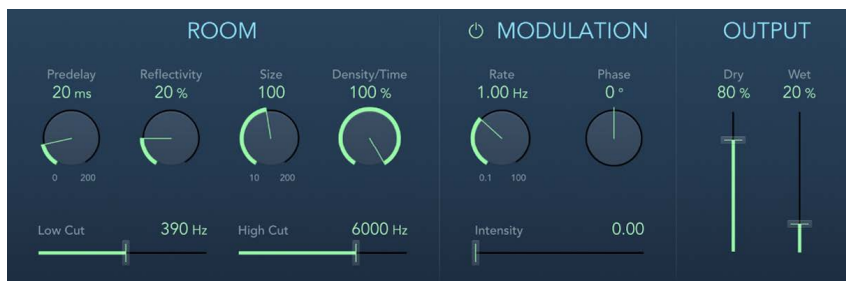 ROOM
Predelay Reflectivity Size Density/Time
20 ms 20 % 100 100 %
0 200 10 200
Low Cut 390 Hz High Cut 6000 Hz
MODULATION
Rate Phase
1.00 Hz 0 °
0.1 100
Intensity 0.00
OUTPUT
Dry Wet
80 % 20 %